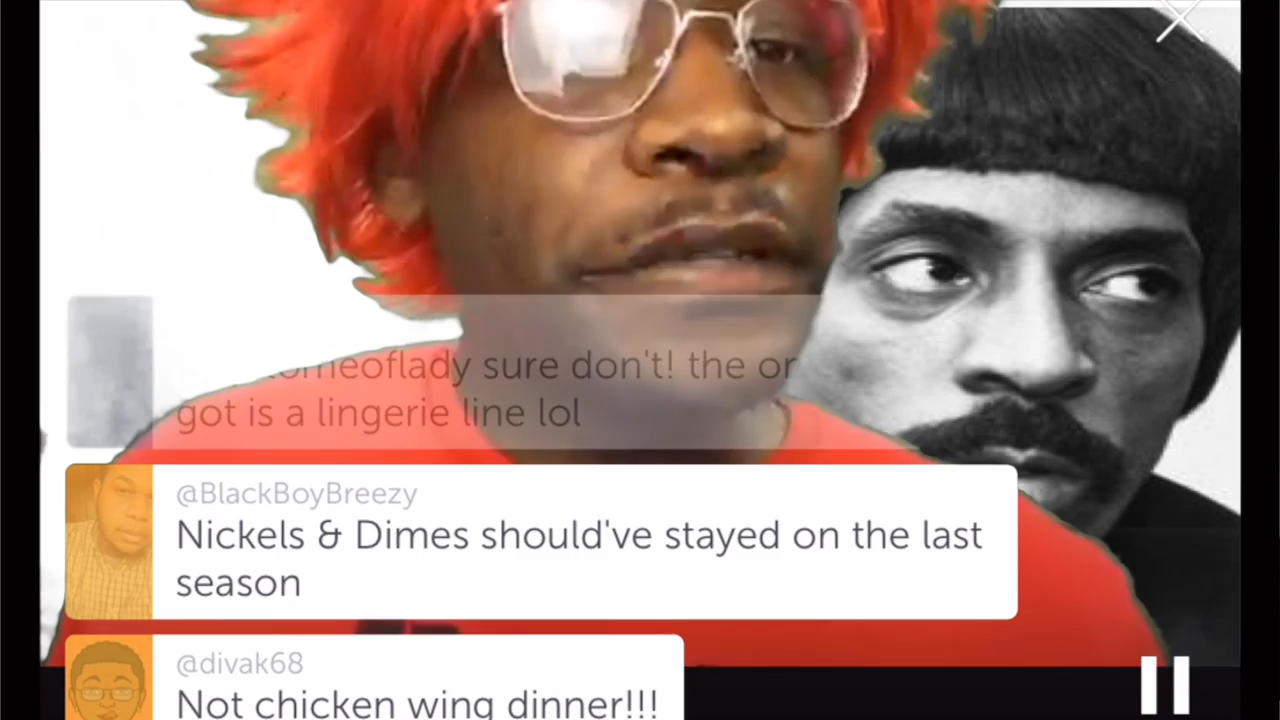 omeoflady sure don't! the or
got is a lingerie line lol
@BlackBoyBreezy
Nickels & Dimes should've stayed on the last
season
@divak68
Not chicken wing dinner!!!